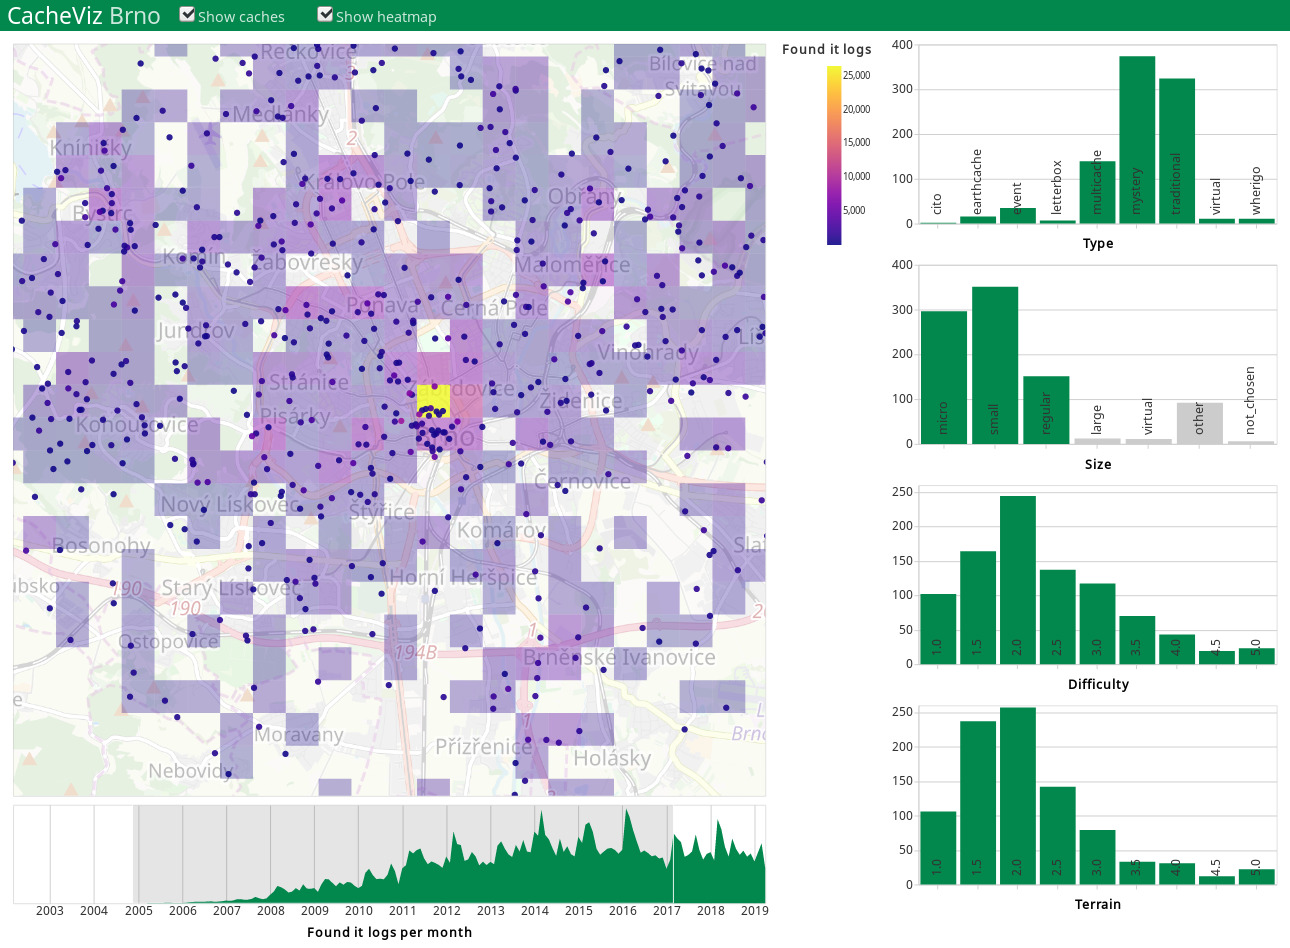 CacheViz Brno
Show caches
Show heatmap
Řečkovice
Bílovice nad
Svitavou
Medlánky
2
Kníničky
Královo Pole
Obřany
Bystrc
Komín
Žabovřesky
Maloměřice
Ponava
Černá Pole
Jundrov
Vinohrady
Stránice
Židenice
Pisárky
Konoutovice
Černovice
Nový Lískovec
Štýřice
Komárov
Bosonohy
Starý Lískovec
190
190
Horní Heršpice
Ostopovice
194B
1
Brněnské Ivanovice
1
Moravany
Přízřenice
Holásky
Nebovidy
Found it logs
25,000
20,000
15,000
10,000
5,000
2003
2004
2005
2006
2007
2008
2009
2010
2011
2012
2013
2014
2015
2016
2017
2018
2019
Found it logs per month
400
300
200
100
0
cito
earthcache
event
letterbox
multicache
mystery
traditional
virtual
wherigo
Type
400
300
200
100
0
micro
small
regular
large
virtual
other
not_chosen
Size
250
200
150
100
50
0
1.0
1.5
2.0
2.5
3.0
3.5
4.0
4.5
5.0
Difficulty
250
200
150
100
50
0
1.0
1.5
2.0
2.5
3.0
3.5
4.0
4.5
5.0
Terrain